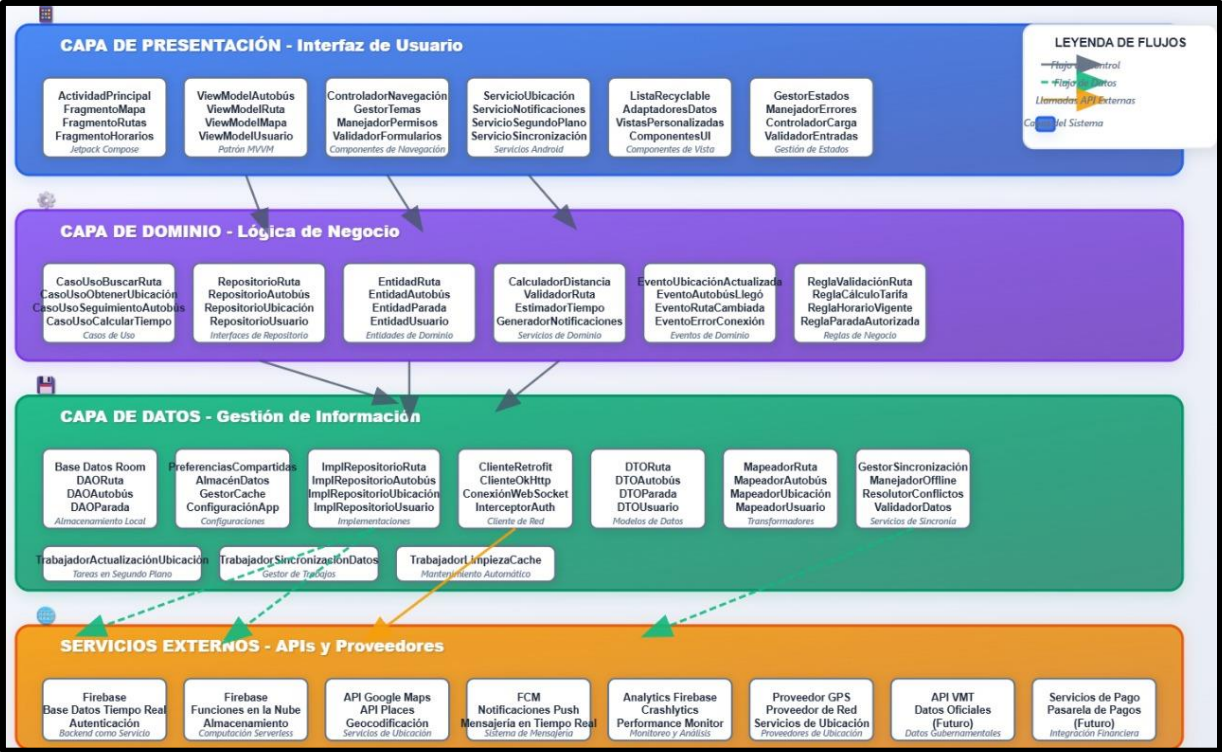 CAPA DE PRESENTACIÓN - Interfaz de Usuario
LEYENDA DE FLUJOS
Flujo de Control
Flujo de Datos
Llamadas API Externas
Capa del Sistema
ActividadPrincipal
FragmentoMapa
FragmentoRutas
FragmentoHorarios
Jetpack Compose
ViewModelAutobús
ViewModelRuta
ViewModelMapa
ViewModelUsuario
Patrón MVVM
ControladorNavegación
GestorTemas
ManejadorPermisos
ValidadorFormularios
Componentes de Navegación
ServicioUbicación
ServicioNotificaciones
ServicioSegundoPlano
ServicioSincronización
Servicios Android
ListaRecyclable
AdaptadoresDatos
VistasPersonalizadas
ComponentesUI
Componentes de Vista
GestorEstados
ManejadorErrores
ControladorCarga
ValidadorEntradas
Gestión de Estados
CAPA DE DOMINIO - Lógica de Negocio
CasoUsoBuscarRuta
CasoUsoObtenerUbicación
CasoUsoSeguimientoAutobús
CasoUsoCalcularTiempo
Casos de Uso
RepositorioRuta
RepositorioAutobús
RepositorioUbicación
RepositorioUsuario
Interfaces de Repositorio
EntidadRuta
EntidadAutobús
EntidadParada
EntidadUsuario
Entidades de Dominio
CalculadorDistancia
ValidadorRuta
EstimadorTiempo
GeneradorNotificaciones
Servicios de Dominio
EventoUbicaciónActualizada
EventoAutobúsLlegó
EventoRutaCambiada
EventoErrorConexión
Eventos de Dominio
ReglaValidaciónRuta
ReglaCálculoTarifa
ReglaHorarioVigente
ReglaParadaAutorizada
Reglas de Negocio
CAPA DE DATOS - Gestión de Información
Base Datos Room
DAORuta
DAOAutobús
DAOParada
Almacenamiento Local
PreferenciasCompartidas
AlmacénDatos
GestorCache
ConfiguraciónApp
Configuraciones
ImplRepositorioRuta
ImplRepositorioAutobús
ImplRepositorioUbicación
ImplRepositorioUsuario
Implementaciones
ClienteRetrofit
ClienteOkHttp
ConexiónWebSocket
InterceptorAuth
Cliente de Red
DTORuta
DTOAutobús
DTOParada
DTOUsuario
Modelos de Datos
MapeadorRuta
MapeadorAutobús
MapeadorUbicación
MapeadorUsuario
Transformadores
GestorSincronización
ManejadorOffline
ResolutorConflictos
ValidadorDatos
Servicios de Sincronía
TrabajadorActualizaciónUbicación
Tareas en Segundo Plano
TrabajadorSincronizaciónDatos
Gestor de Trabajos
TrabajadorLimpiezaCache
Mantenimiento Automático
SERVICIOS EXTERNOS - APIs y Proveedores
Firebase
Base Datos Tiempo Real
Autenticación
Backend como Servicio
Firebase
Funciones en la Nube
Almacenamiento
Computación Serverless
API Google Maps
API Places
Geocodificación
Servicios de Ubicación
FCM
Notificaciones Push
Mensajería en Tiempo Real
Sistema de Mensajería
Analytics Firebase
Crashlytics
Performance Monitor
Monitoreo y Análisis
Proveedor GPS
Proveedor de Red
Servicios de Ubicación
Proveedores de Ubicación
API VMT
Datos Oficiales
(Futuro)
Datos Gubernamentales
Servicios de Pago
Pasarela de Pagos
(Futuro)
Integración Financiera